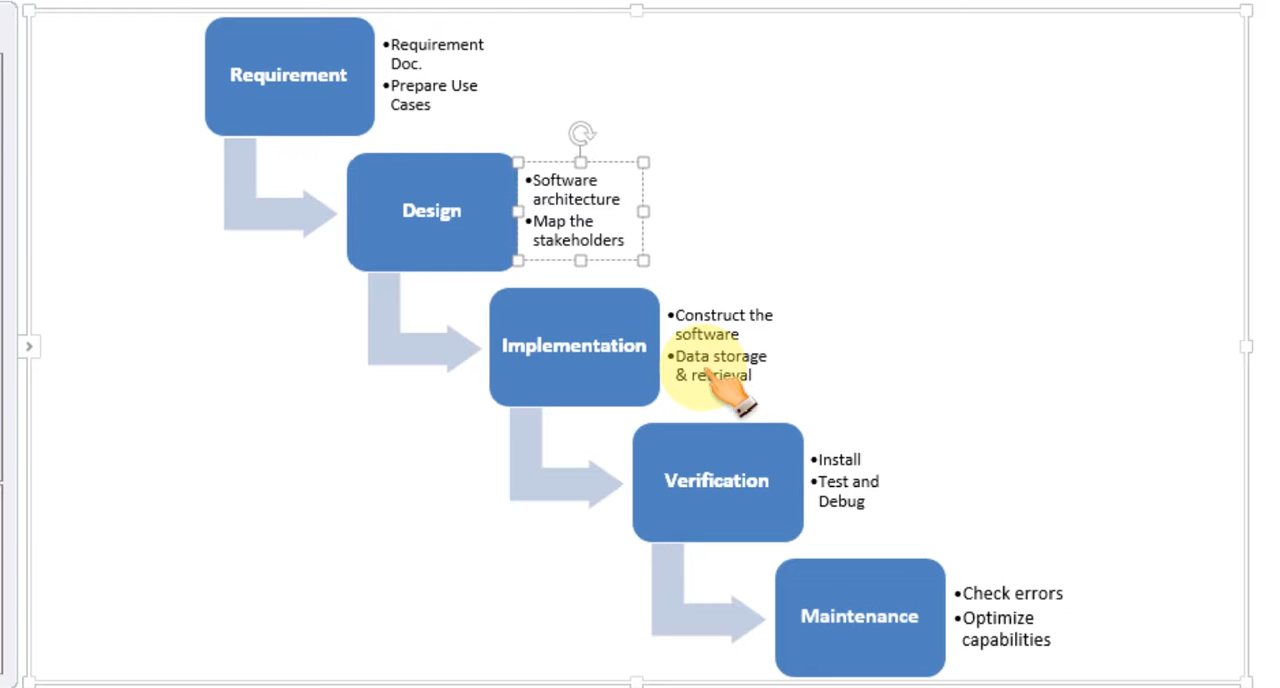 Requirement
•Requirement
Doc.
•Prepare Use
Cases
Design
•Software
architecture
•Map the
stakeholders
Implementation
•Construct the
software
•Data storage
& retrieval
Verification
•Install
•Test and
Debug
Maintenance
•Check errors
•Optimize
capabilities